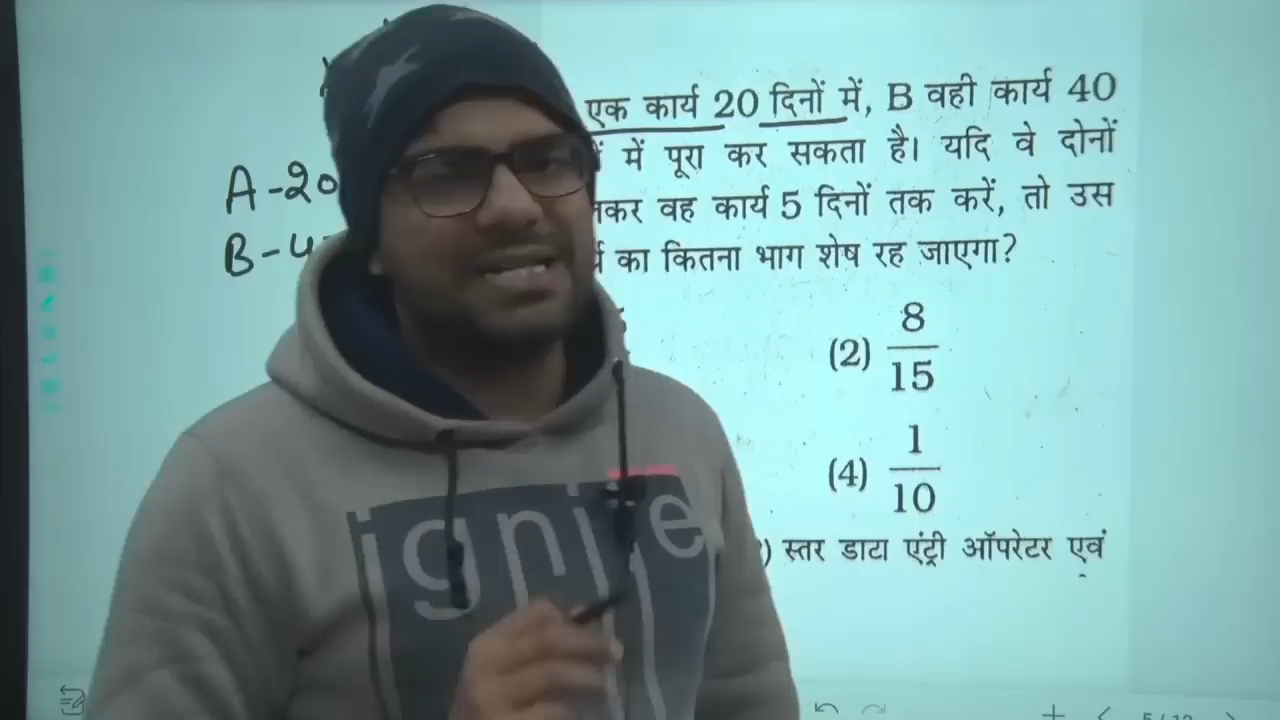 एक कार्य 20 दिनों में, B वही कार्य 40
में पूरा कर सकता है। यदि वे दोनों
वह कार्य 5 दिनों तक करें, तो उस
का कितना भाग शेष रह जाएगा?
A-20
B-4
(2) 8/15
(4) 1/10
स्तर डाटा एंट्री ऑपरेटर एवं
ignite